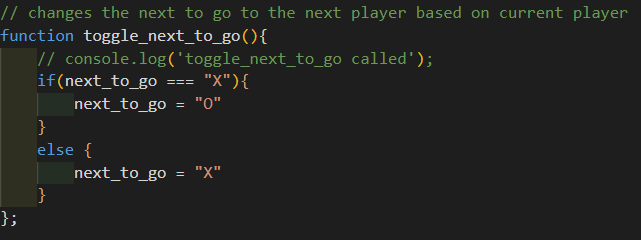 // changes the next to go to the next player based on current player
function toggle_next_to_go(){
    // console.log('toggle_next_to_go called');
    if(next_to_go === "X"){
        next_to_go = "O"
    }
    else {
        next_to_go = "X"
    }
};